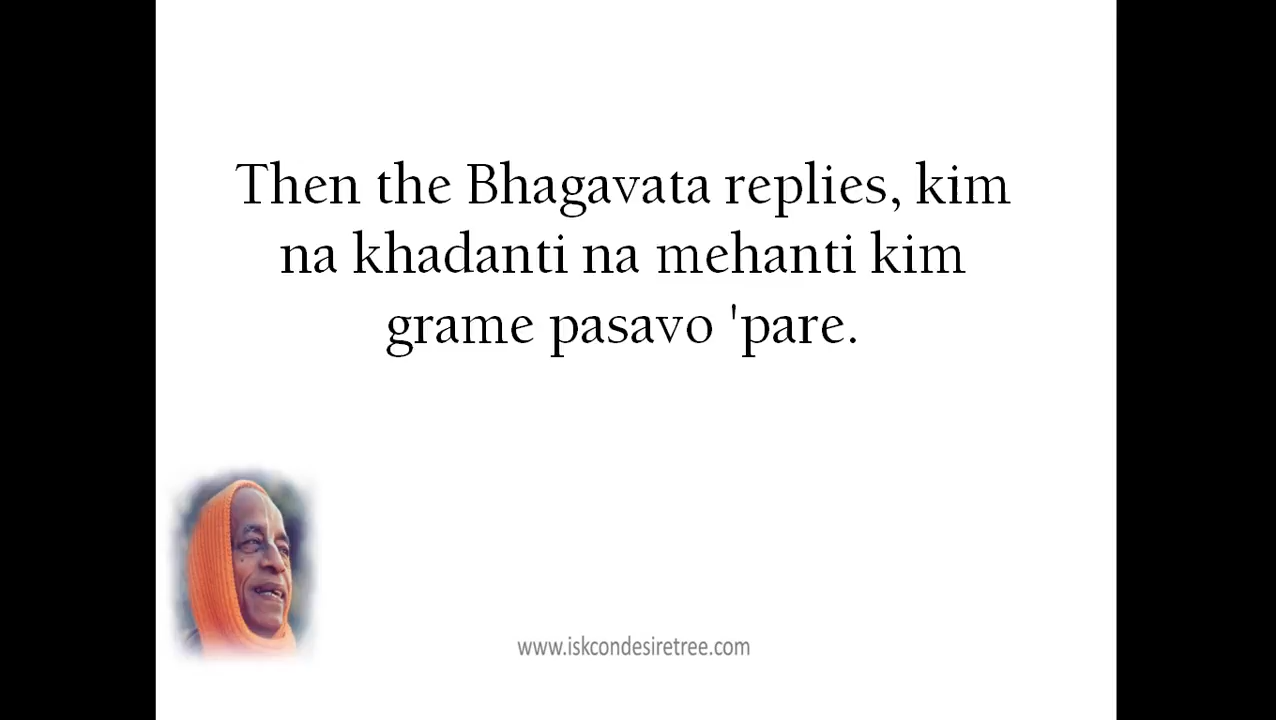 Then the Bhagavata replies, kim
na khadanti na mehanti kim
grame pasavo 'pare.
www.iskcondesiretree.com